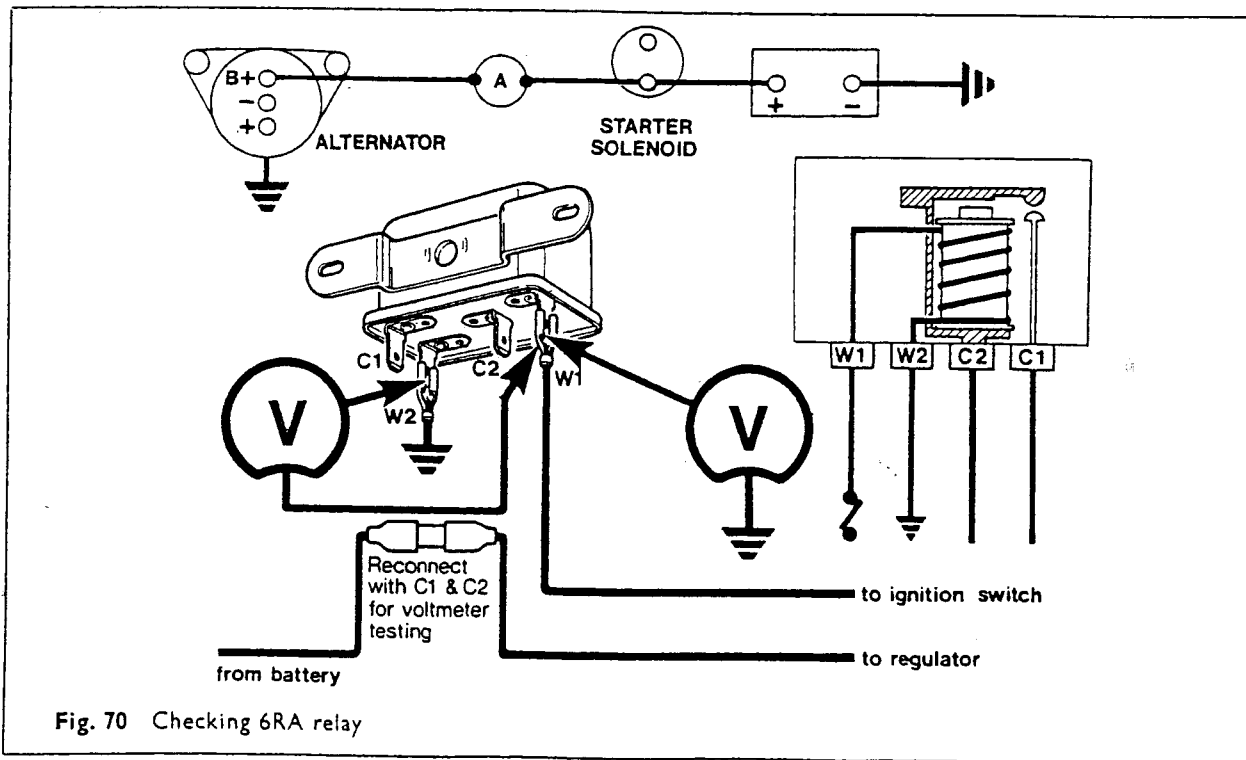 B+
A
−
+
+
−
ALTERNATOR
STARTER
SOLENOID
C1
C2
W1
W2
V
V
W1 W2 C2 C1
Reconnect
with C1 & C2
for voltmeter
testing
to ignition switch
to regulator
from battery
Fig. 70 Checking 6RA relay